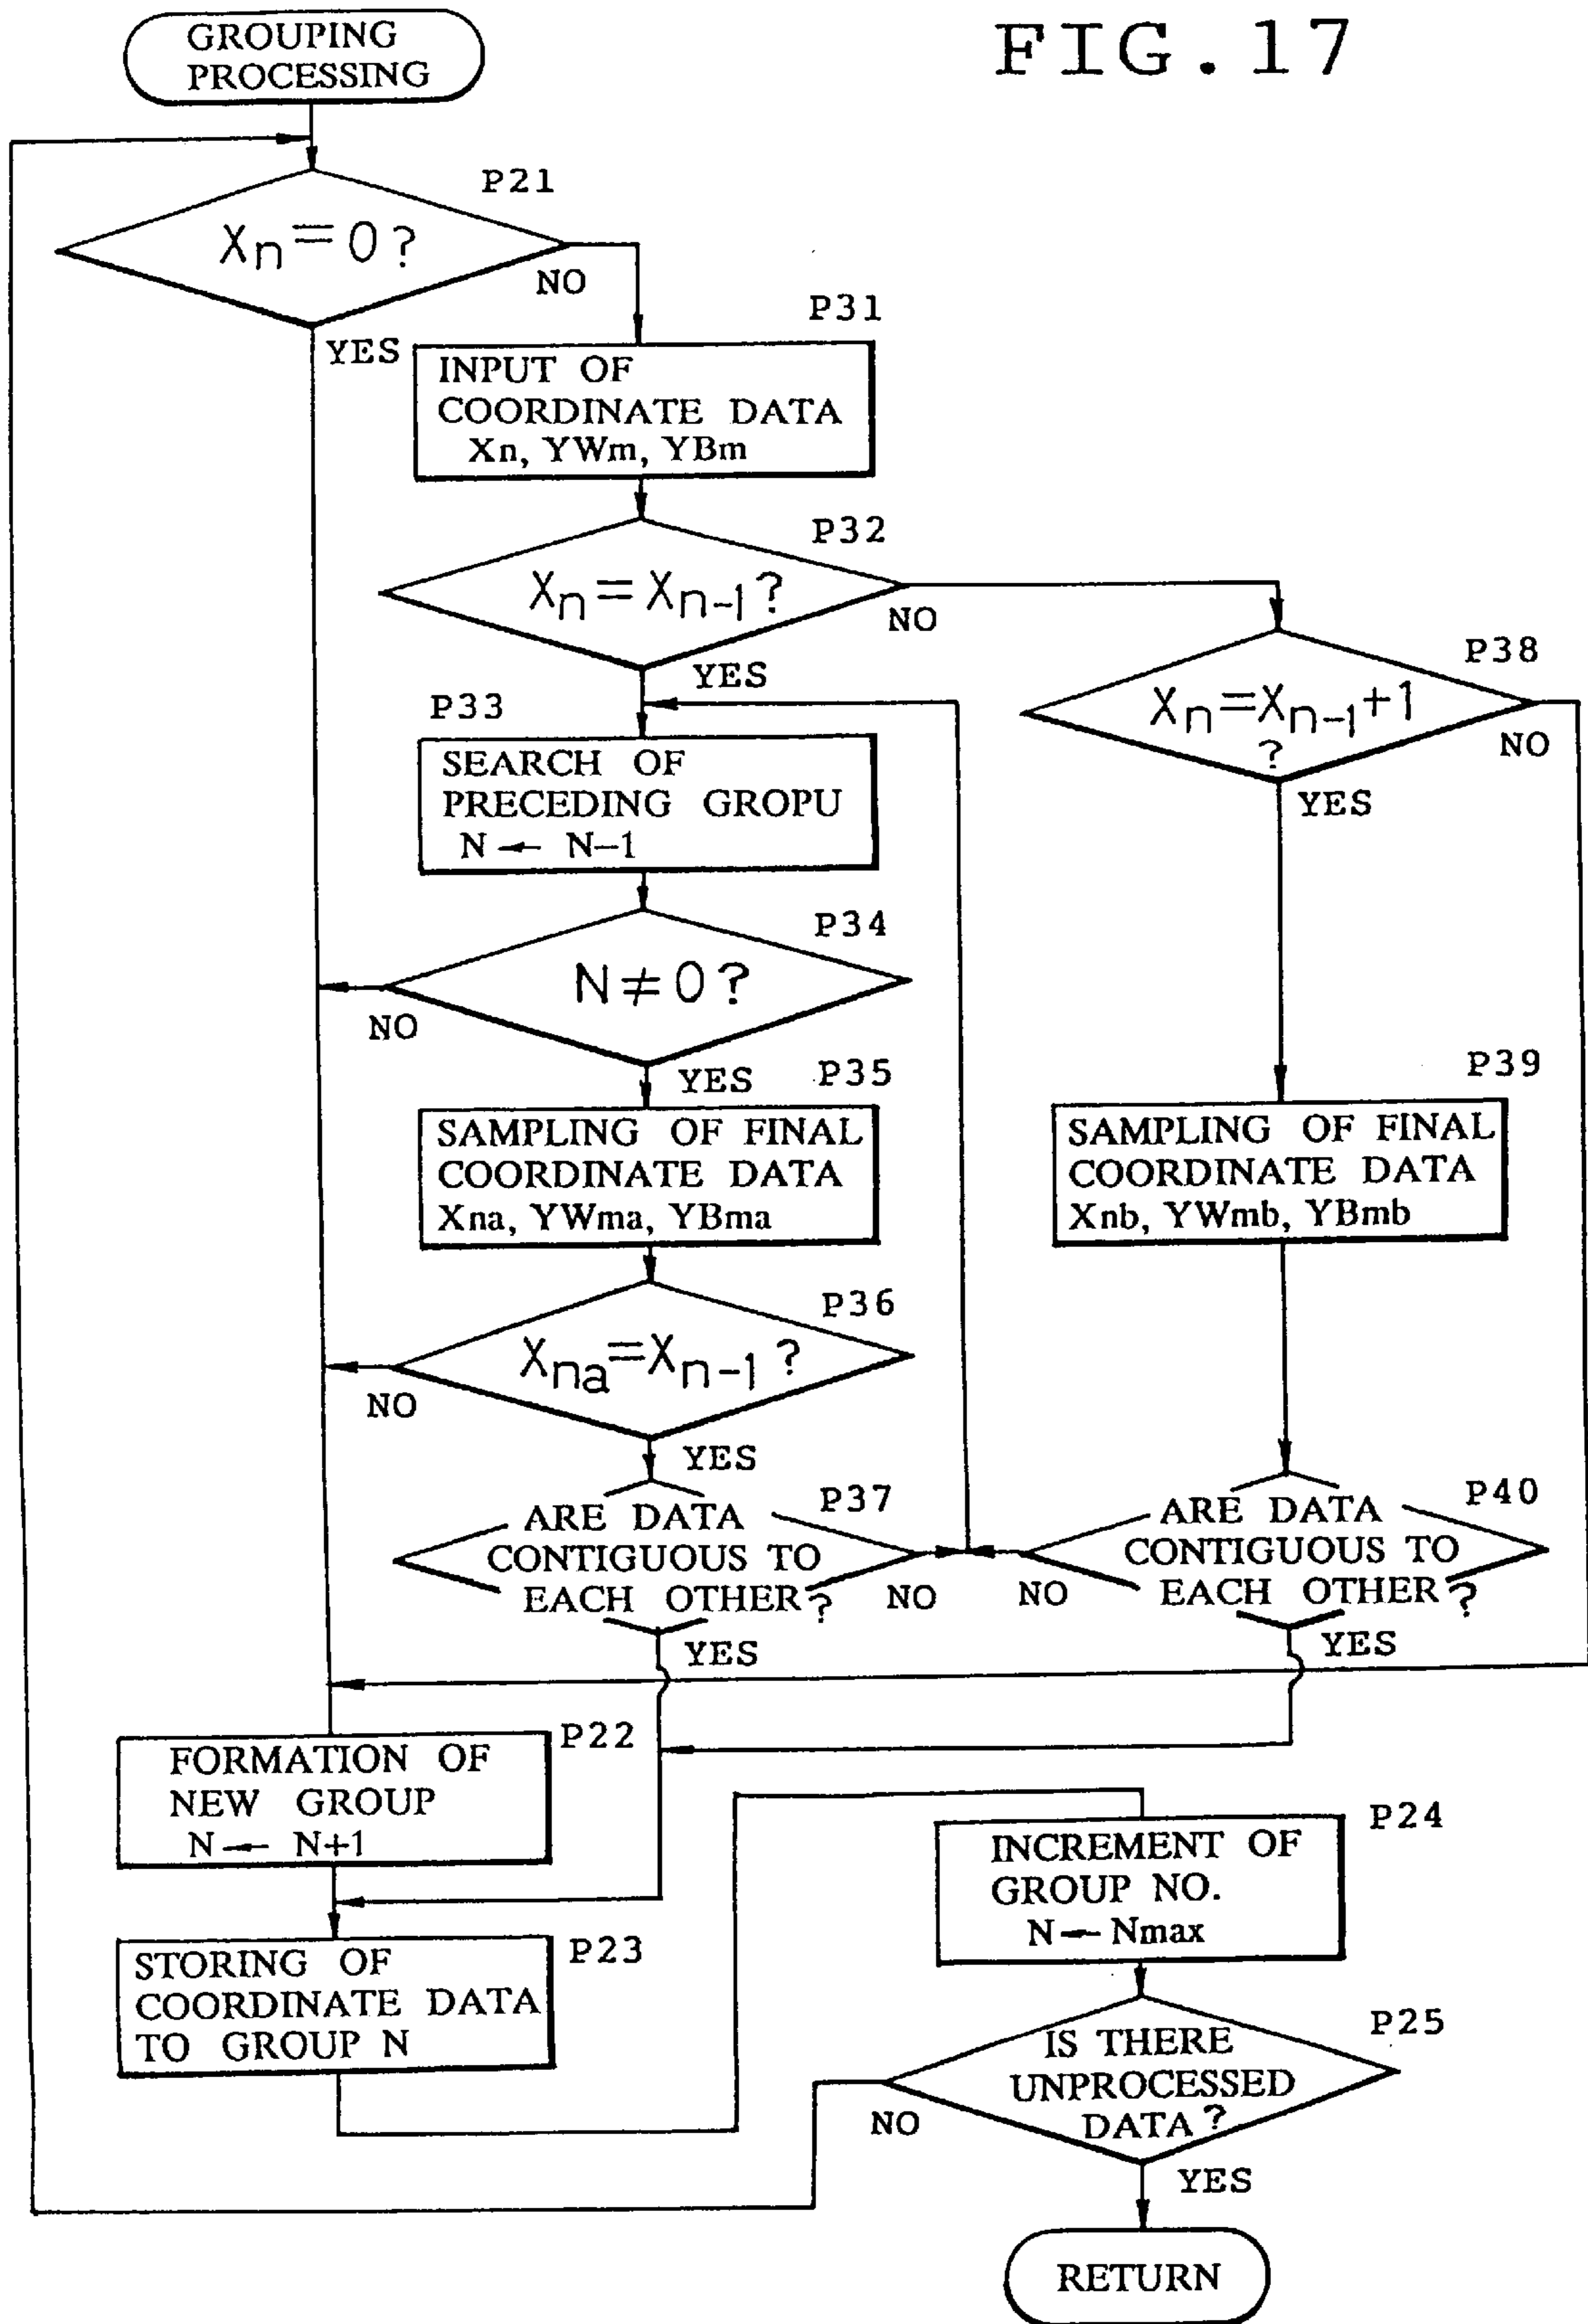 FIG.17
GROUPING
PROCESSING
P21
Xn=0?
NO
YES
P31
INPUT OF
COORDINATE DATA
Xn, YWm, YBm
P32
Xn=Xn-1?
NO
YES
P38
Xn=Xn-1+1
?
NO
YES
P33
SEARCH OF
PRECEDING GROPU
N ← N-1
P34
N≠0?
NO
YES
P35
SAMPLING OF FINAL
COORDINATE DATA
Xna, YWma, YBma
P39
SAMPLING OF FINAL
COORDINATE DATA
Xnb, YWmb, YBmb
P36
Xna=Xn-1?
NO
YES
P37
ARE DATA
CONTIGUOUS TO
EACH OTHER?
NO
YES
P40
ARE DATA
CONTIGUOUS TO
EACH OTHER?
NO
YES
P22
FORMATION OF
NEW GROUP
N ← N+1
P23
STORING OF
COORDINATE DATA
TO GROUP N
P24
INCREMENT OF
GROUP NO.
N ← Nmax
P25
IS THERE
UNPROCESSED
DATA?
NO
YES
RETURN